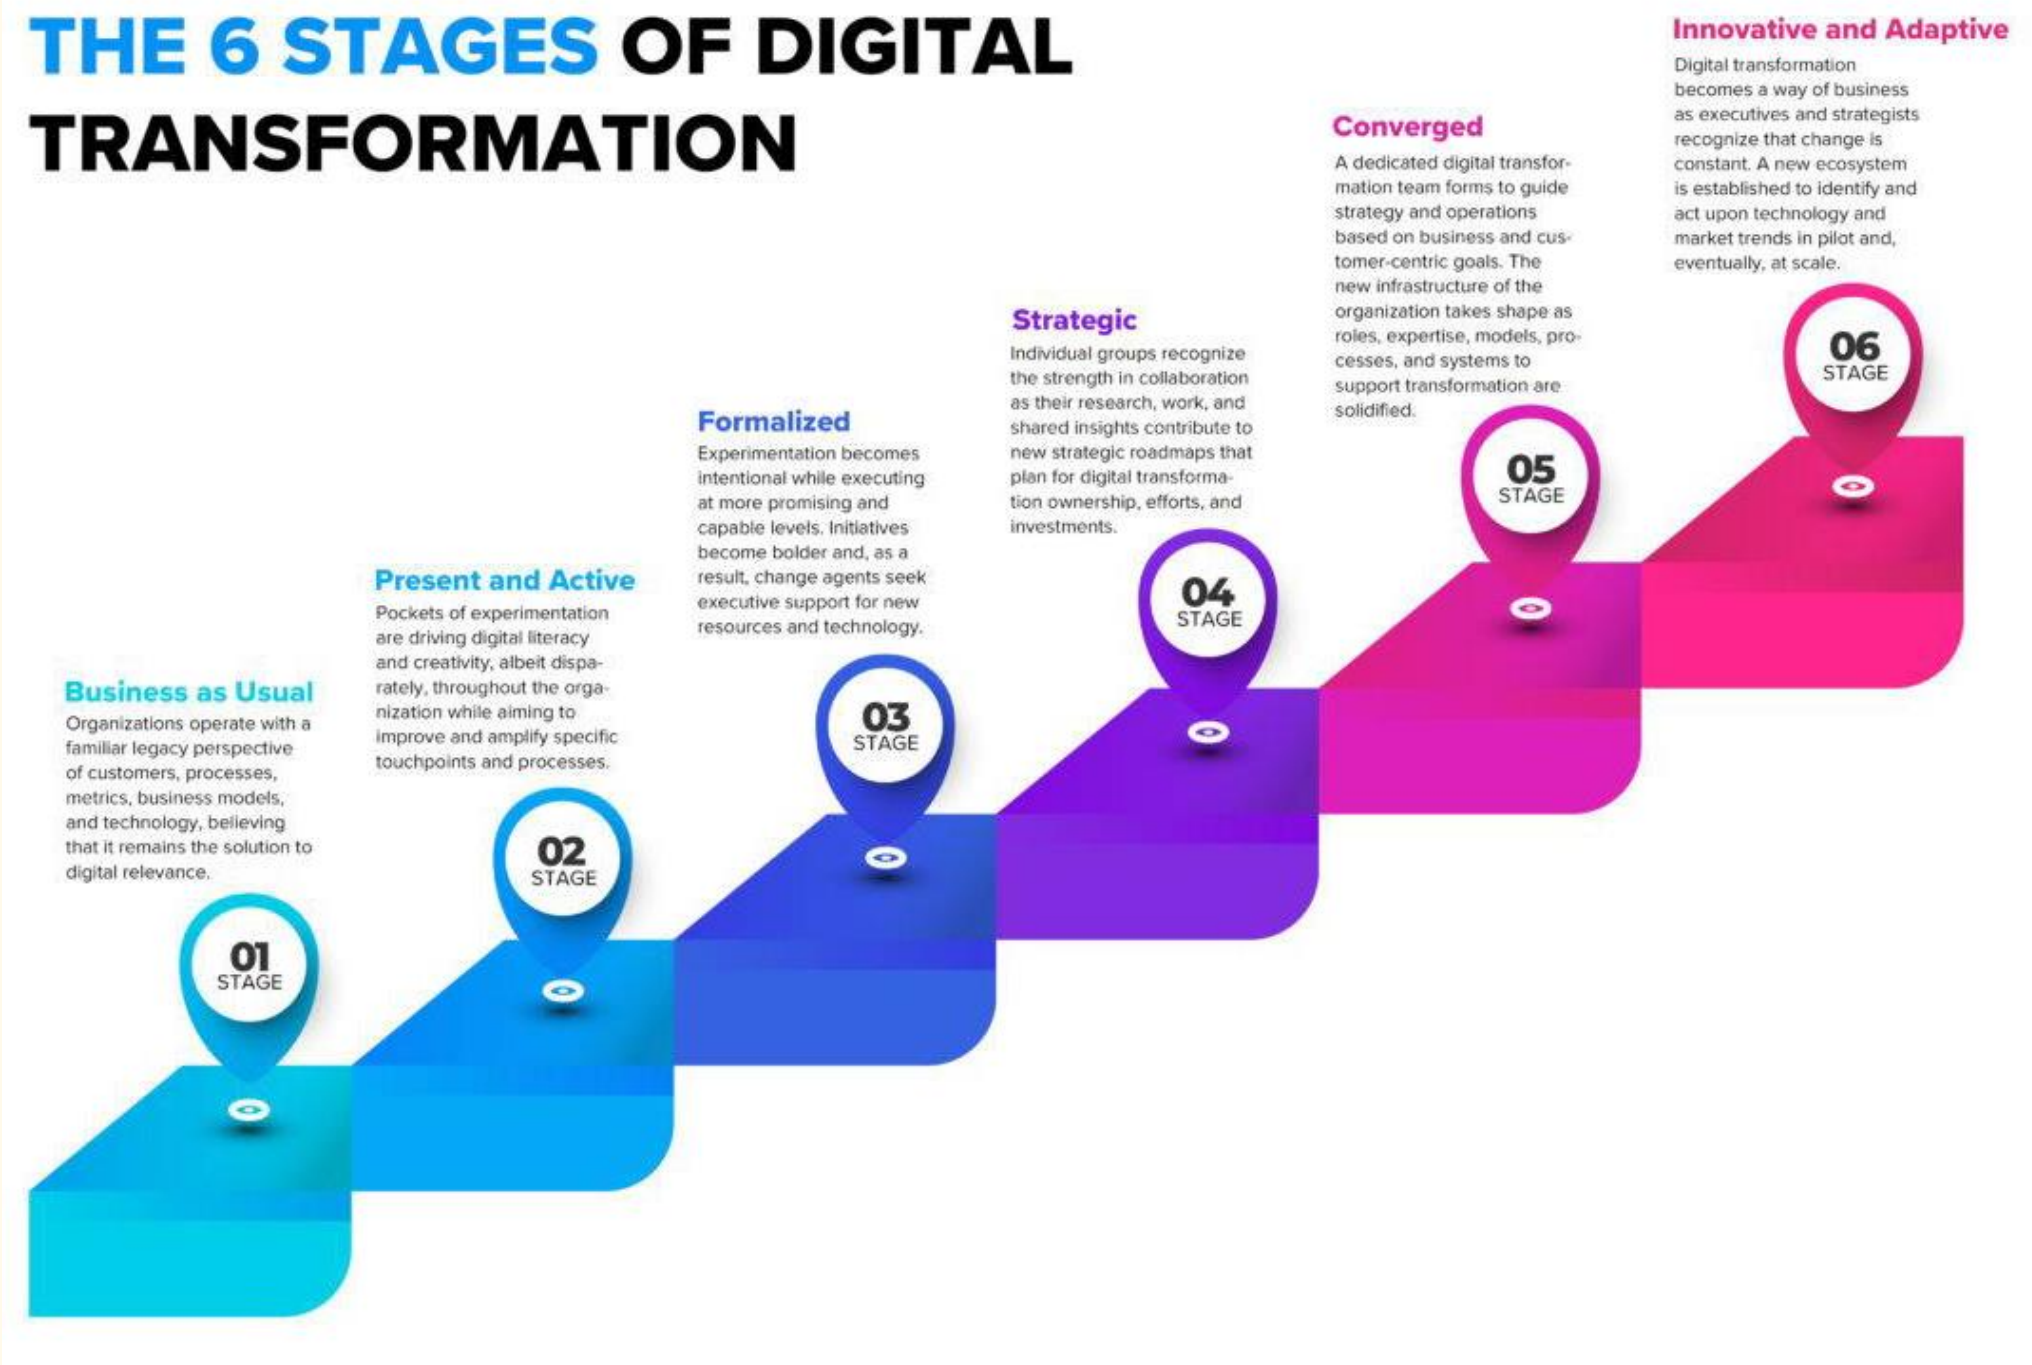 THE 6 STAGES OF DIGITAL
TRANSFORMATION
Business as Usual
Organizations operate with a
familiar legacy perspective
of customers, processes,
metrics, business models,
and technology, believing
that it remains the solution to
digital relevance.
01
STAGE
Present and Active
Pockets of experimentation
are driving digital literacy
and creativity, albeit dispa-
rately, throughout the orga-
nization while aiming to
improve and amplify specific
touchpoints and processes.
02
STAGE
Formalized
Experimentation becomes
intentional while executing
at more promising and
capable levels. Initiatives
become bolder and, as a
result, change agents seek
executive support for new
resources and technology.
03
STAGE
Strategic
Individual groups recognize
the strength in collaboration
as their research, work, and
shared insights contribute to
new strategic roadmaps that
plan for digital transforma-
tion ownership, efforts, and
investments.
04
STAGE
Converged
A dedicated digital transfor-
mation team forms to guide
strategy and operations
based on business and cus-
tomer-centric goals. The
new infrastructure of the
organization takes shape as
roles, expertise, models, pro-
cesses, and systems to
support transformation are
solidified.
05
STAGE
Innovative and Adaptive
Digital transformation
becomes a way of business
as executives and strategists
recognize that change is
constant. A new ecosystem
is established to identify and
act upon technology and
market trends in pilot and,
eventually, at scale.
06
STAGE